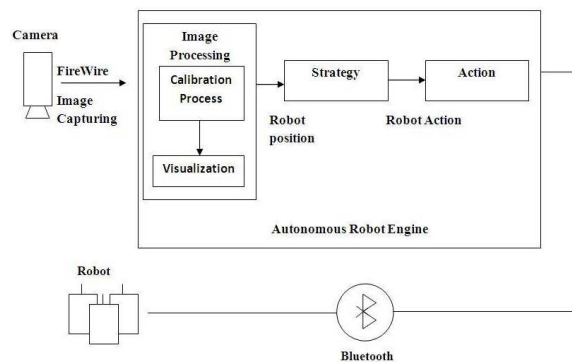 Camera
FireWire
Image
Capturing
Image
Processing
Calibration
Process
Visualization
Strategy
Action
Robot
position
Robot Action
Autonomous Robot Engine
Robot
Bluetooth